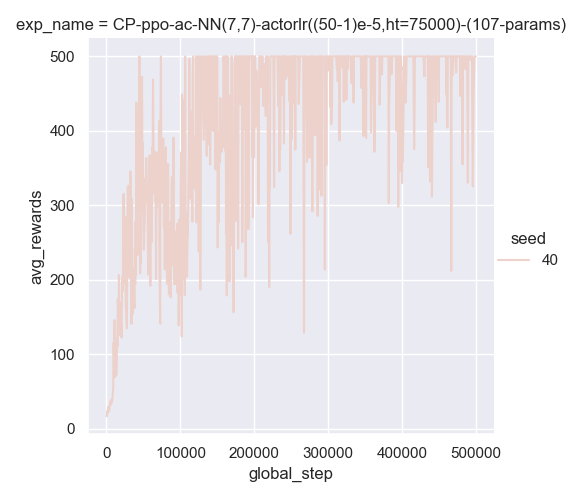 exp_name = CP-ppo-ac-NN(7,7)-actorlr((50-1)e-5,ht=75000)-(107-params)
500
400
300
200
100
0
avg_rewards
0 100000 200000 300000 400000 500000
global_step
seed
40